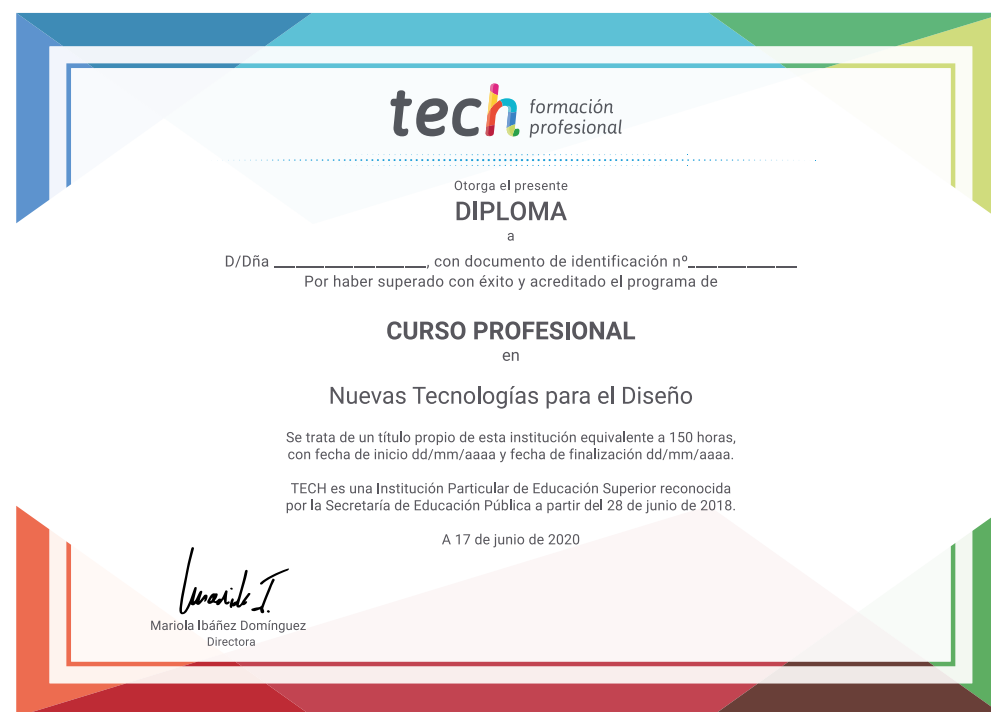 tech formación
profesional
Otorga el presente
DIPLOMA
a
D/Dña ______________, con documento de identificación nº__________
Por haber superado con éxito y acreditado el programa de
CURSO PROFESIONAL
en
Nuevas Tecnologías para el Diseño
Se trata de un título propio de esta institución equivalente a 150 horas,
con fecha de inicio dd/mm/aaaa y fecha de finalización dd/mm/aaaa.
TECH es una Institución Particular de Educación Superior reconocida
por la Secretaría de Educación Pública a partir del 28 de junio de 2018.
A 17 de junio de 2020
Mariola Ibáñez Domínguez
Directora